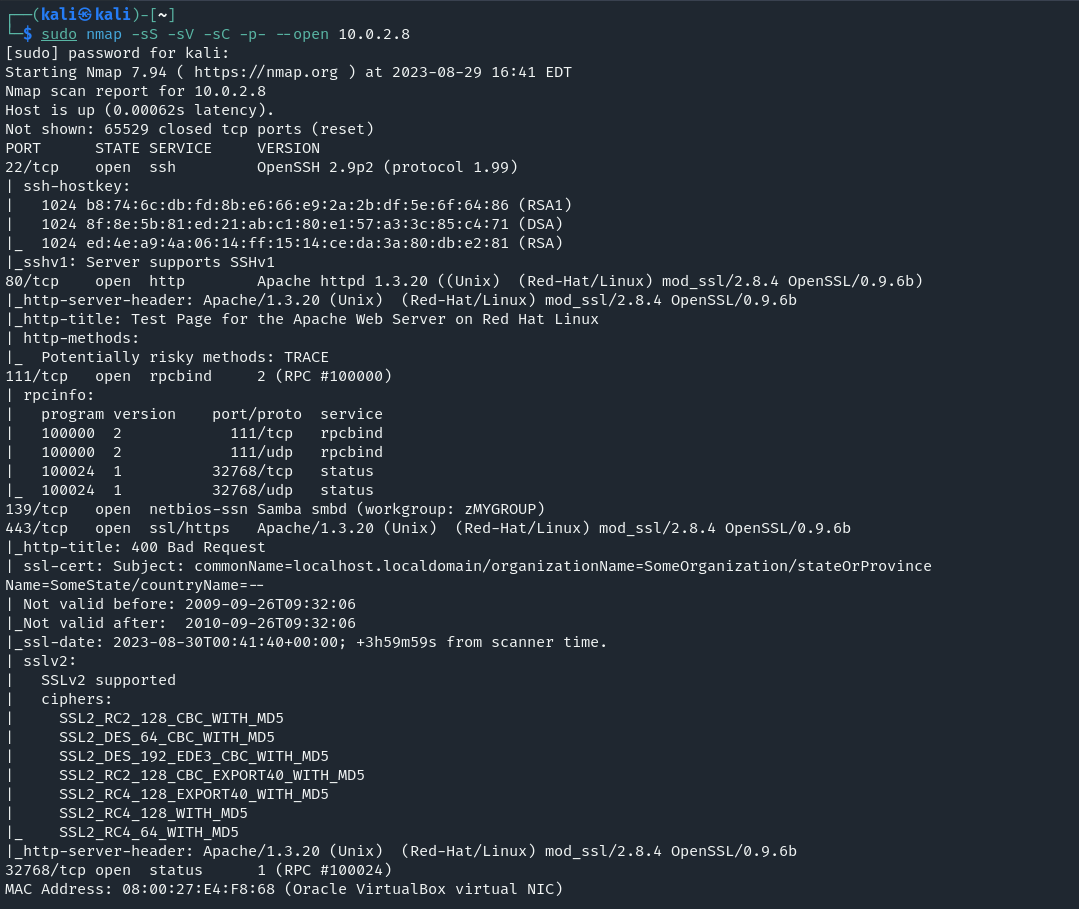 ┌──(kali㉿kali)-[~]
└─$ sudo nmap -sS -sV -sC -p- --open 10.0.2.8
[sudo] password for kali:
Starting Nmap 7.94 ( https://nmap.org ) at 2023-08-29 16:41 EDT
Nmap scan report for 10.0.2.8
Host is up (0.00062s latency).
Not shown: 65529 closed tcp ports (reset)
PORT      STATE SERVICE     VERSION
22/tcp    open  ssh         OpenSSH 2.9p2 (protocol 1.99)
| ssh-hostkey:
|   1024 b8:74:6c:db:fd:8b:e6:66:e9:2a:2b:df:5e:6f:64:86 (RSA1)
|   1024 8f:8e:5b:81:ed:21:ab:c1:80:e1:57:a3:3c:85:c4:71 (DSA)
|_  1024 ed:4e:a9:4a:06:14:ff:15:14:ce:da:3a:80:db:e2:81 (RSA)
|_sshv1: Server supports SSHv1
80/tcp    open  http        Apache httpd 1.3.20 ((Unix)  (Red-Hat/Linux) mod_ssl/2.8.4 OpenSSL/0.9.6b)
|_http-server-header: Apache/1.3.20 (Unix)  (Red-Hat/Linux) mod_ssl/2.8.4 OpenSSL/0.9.6b
|_http-title: Test Page for the Apache Web Server on Red Hat Linux
| http-methods:
|_  Potentially risky methods: TRACE
111/tcp   open  rpcbind     2 (RPC #100000)
| rpcinfo:
|   program version    port/proto  service
|   100000  2            111/tcp   rpcbind
|   100000  2            111/udp   rpcbind
|   100024  1          32768/tcp   status
|_  100024  1          32768/udp   status
139/tcp   open  netbios-ssn Samba smbd (workgroup: zMYGROUP)
443/tcp   open  ssl/https   Apache/1.3.20 (Unix)  (Red-Hat/Linux) mod_ssl/2.8.4 OpenSSL/0.9.6b
|_http-title: 400 Bad Request
| ssl-cert: Subject: commonName=localhost.localdomain/organizationName=SomeOrganization/stateOrProvince
Name=SomeState/countryName=--
| Not valid before: 2009-09-26T09:32:06
|_Not valid after:  2010-09-26T09:32:06
|_ssl-date: 2023-08-30T00:41:40+00:00; +3h59m59s from scanner time.
| sslv2:
|   SSLv2 supported
|   ciphers:
|     SSL2_RC2_128_CBC_WITH_MD5
|     SSL2_DES_64_CBC_WITH_MD5
|     SSL2_DES_192_EDE3_CBC_WITH_MD5
|     SSL2_RC2_128_CBC_EXPORT40_WITH_MD5
|     SSL2_RC4_128_EXPORT40_WITH_MD5
|     SSL2_RC4_128_WITH_MD5
|_    SSL2_RC4_64_WITH_MD5
|_http-server-header: Apache/1.3.20 (Unix)  (Red-Hat/Linux) mod_ssl/2.8.4 OpenSSL/0.9.6b
32768/tcp open  status      1 (RPC #100024)
MAC Address: 08:00:27:E4:F8:68 (Oracle VirtualBox virtual NIC)